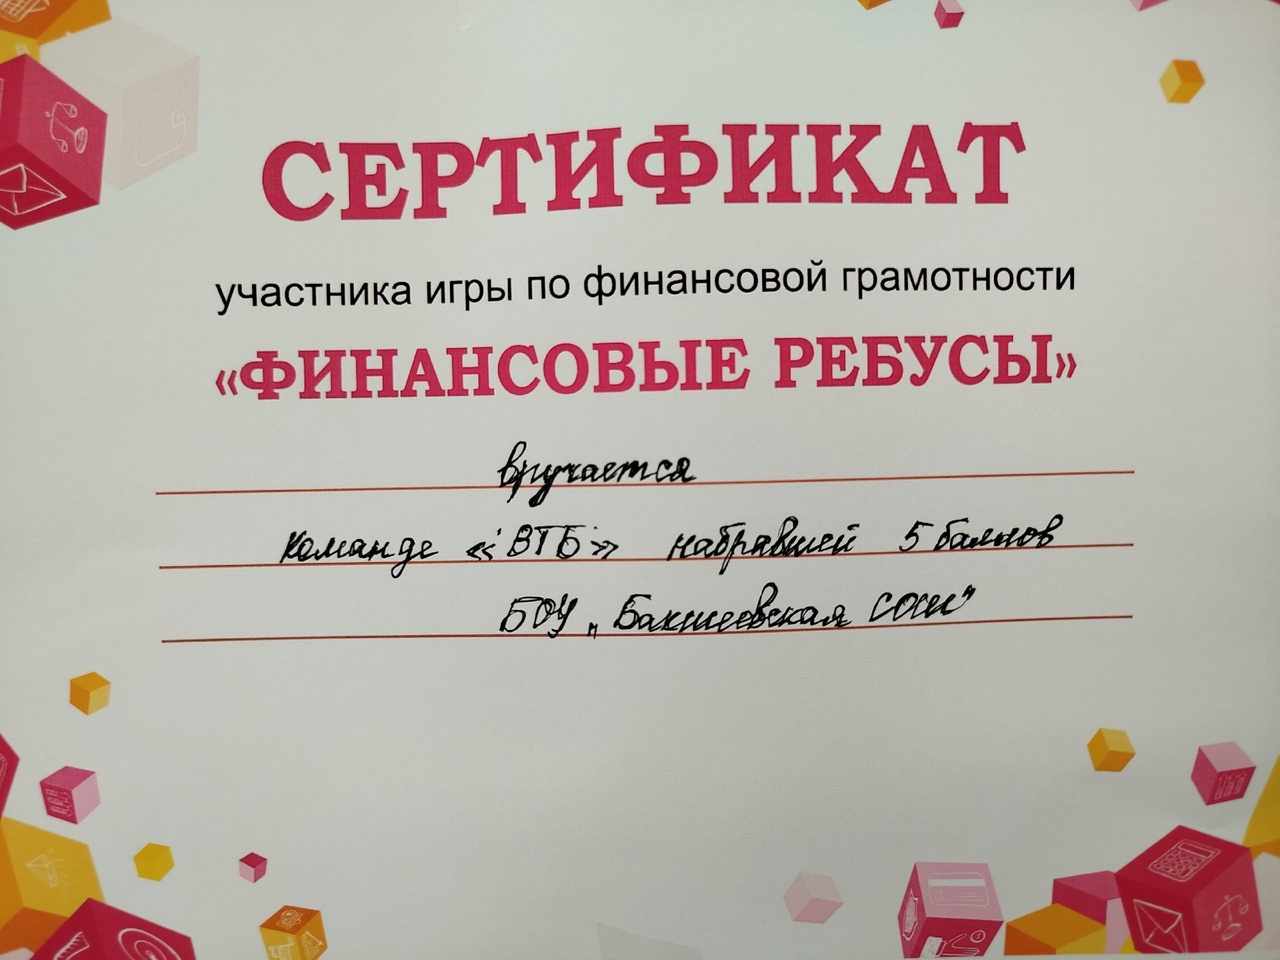 СЕРТИФИКАТ
участника игры по финансовой грамотности
«ФИНАНСОВЫЕ РЕБУСЫ»
вручается
команде «ВТБ» набравшей 5 баллов
БОУ „Бакшеевская СОШ"